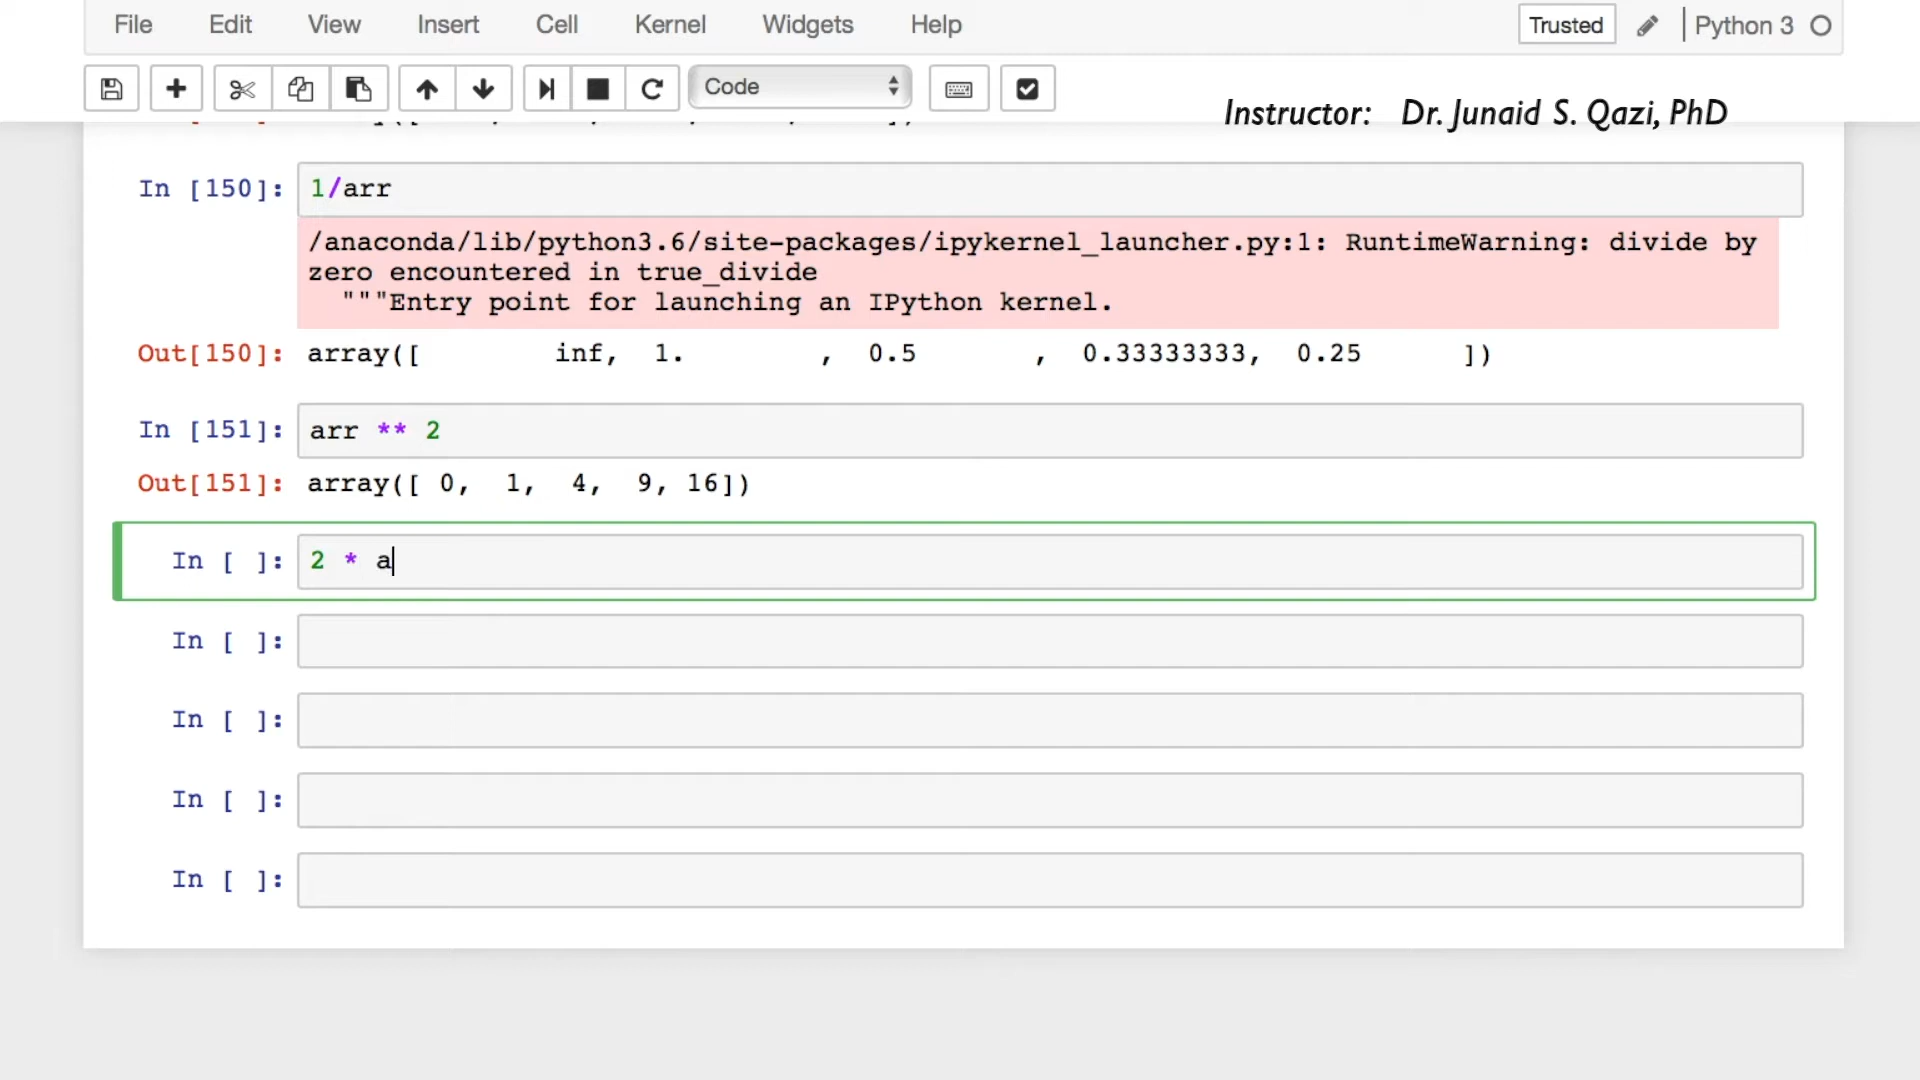 File Edit View Insert Cell Kernel Widgets Help Trusted Python 3
Code
Instructor: Dr. Junaid S. Qazi, PhD
In [150]: 1/arr
/anaconda/lib/python3.6/site-packages/ipykernel_launcher.py:1: RuntimeWarning: divide by
zero encountered in true_divide
"""Entry point for launching an IPython kernel.
Out[150]: array([ inf, 1. , 0.5 , 0.33333333, 0.25 ])
In [151]: arr ** 2
Out[151]: array([ 0, 1, 4, 9, 16])
In [ ]: 2 * a
In [ ]:
In [ ]:
In [ ]:
In [ ]: